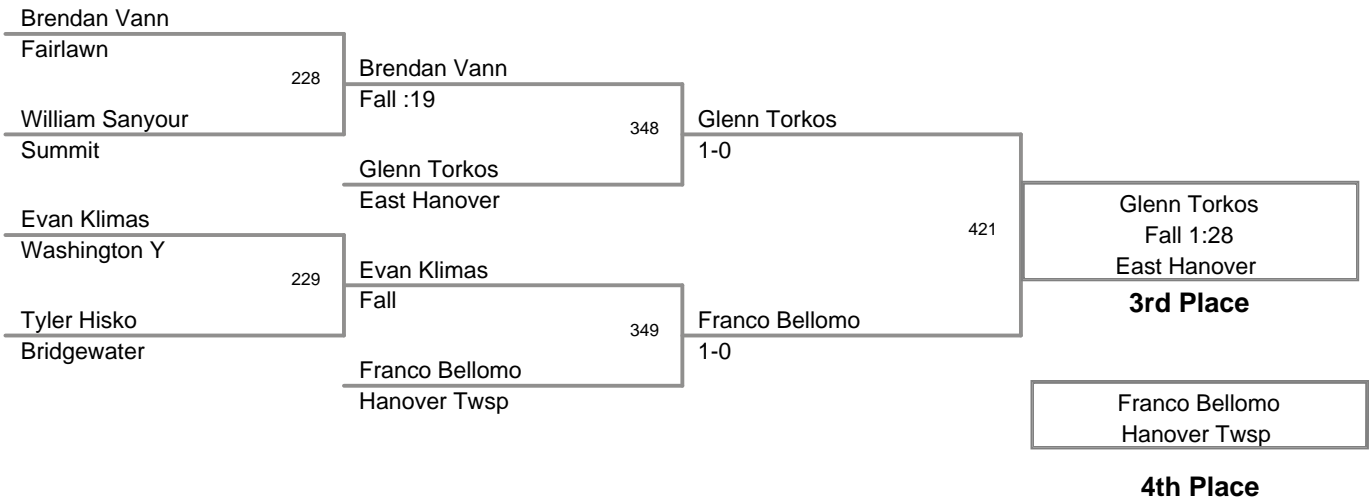 Brendan Vann
Fairlawn
228
William Sanyour
Summit
Brendan Vann
Fall :19
348
Glenn Torkos
East Hanover
Evan Klimas
Washington Y
229
Tyler Hisko
Bridgewater
Evan Klimas
Fall
349
Franco Bellomo
Hanover Twsp
Glenn Torkos
1-0
421
Franco Bellomo
1-0
Glenn Torkos
Fall 1:28
East Hanover
3rd Place
Franco Bellomo
Hanover Twsp
4th Place